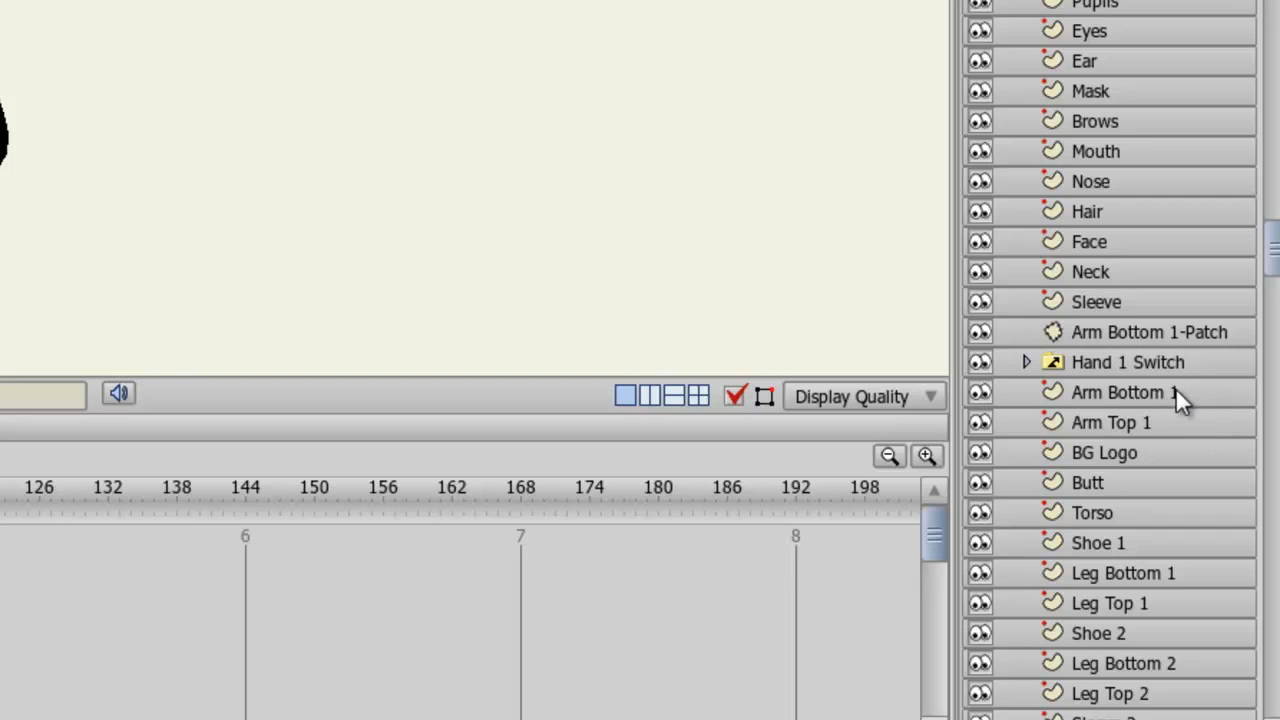 Pupils
Eyes
Ear
Mask
Brows
Mouth
Nose
Hair
Face
Neck
Sleeve
Arm Bottom 1-Patch
Hand 1 Switch
Arm Bottom 1
Arm Top 1
BG Logo
Butt
Torso
Shoe 1
Leg Bottom 1
Leg Top 1
Shoe 2
Leg Bottom 2
Leg Top 2
Display Quality
126 132 138 144 150 156 162 168 174 180 186 192 198
6 7 8